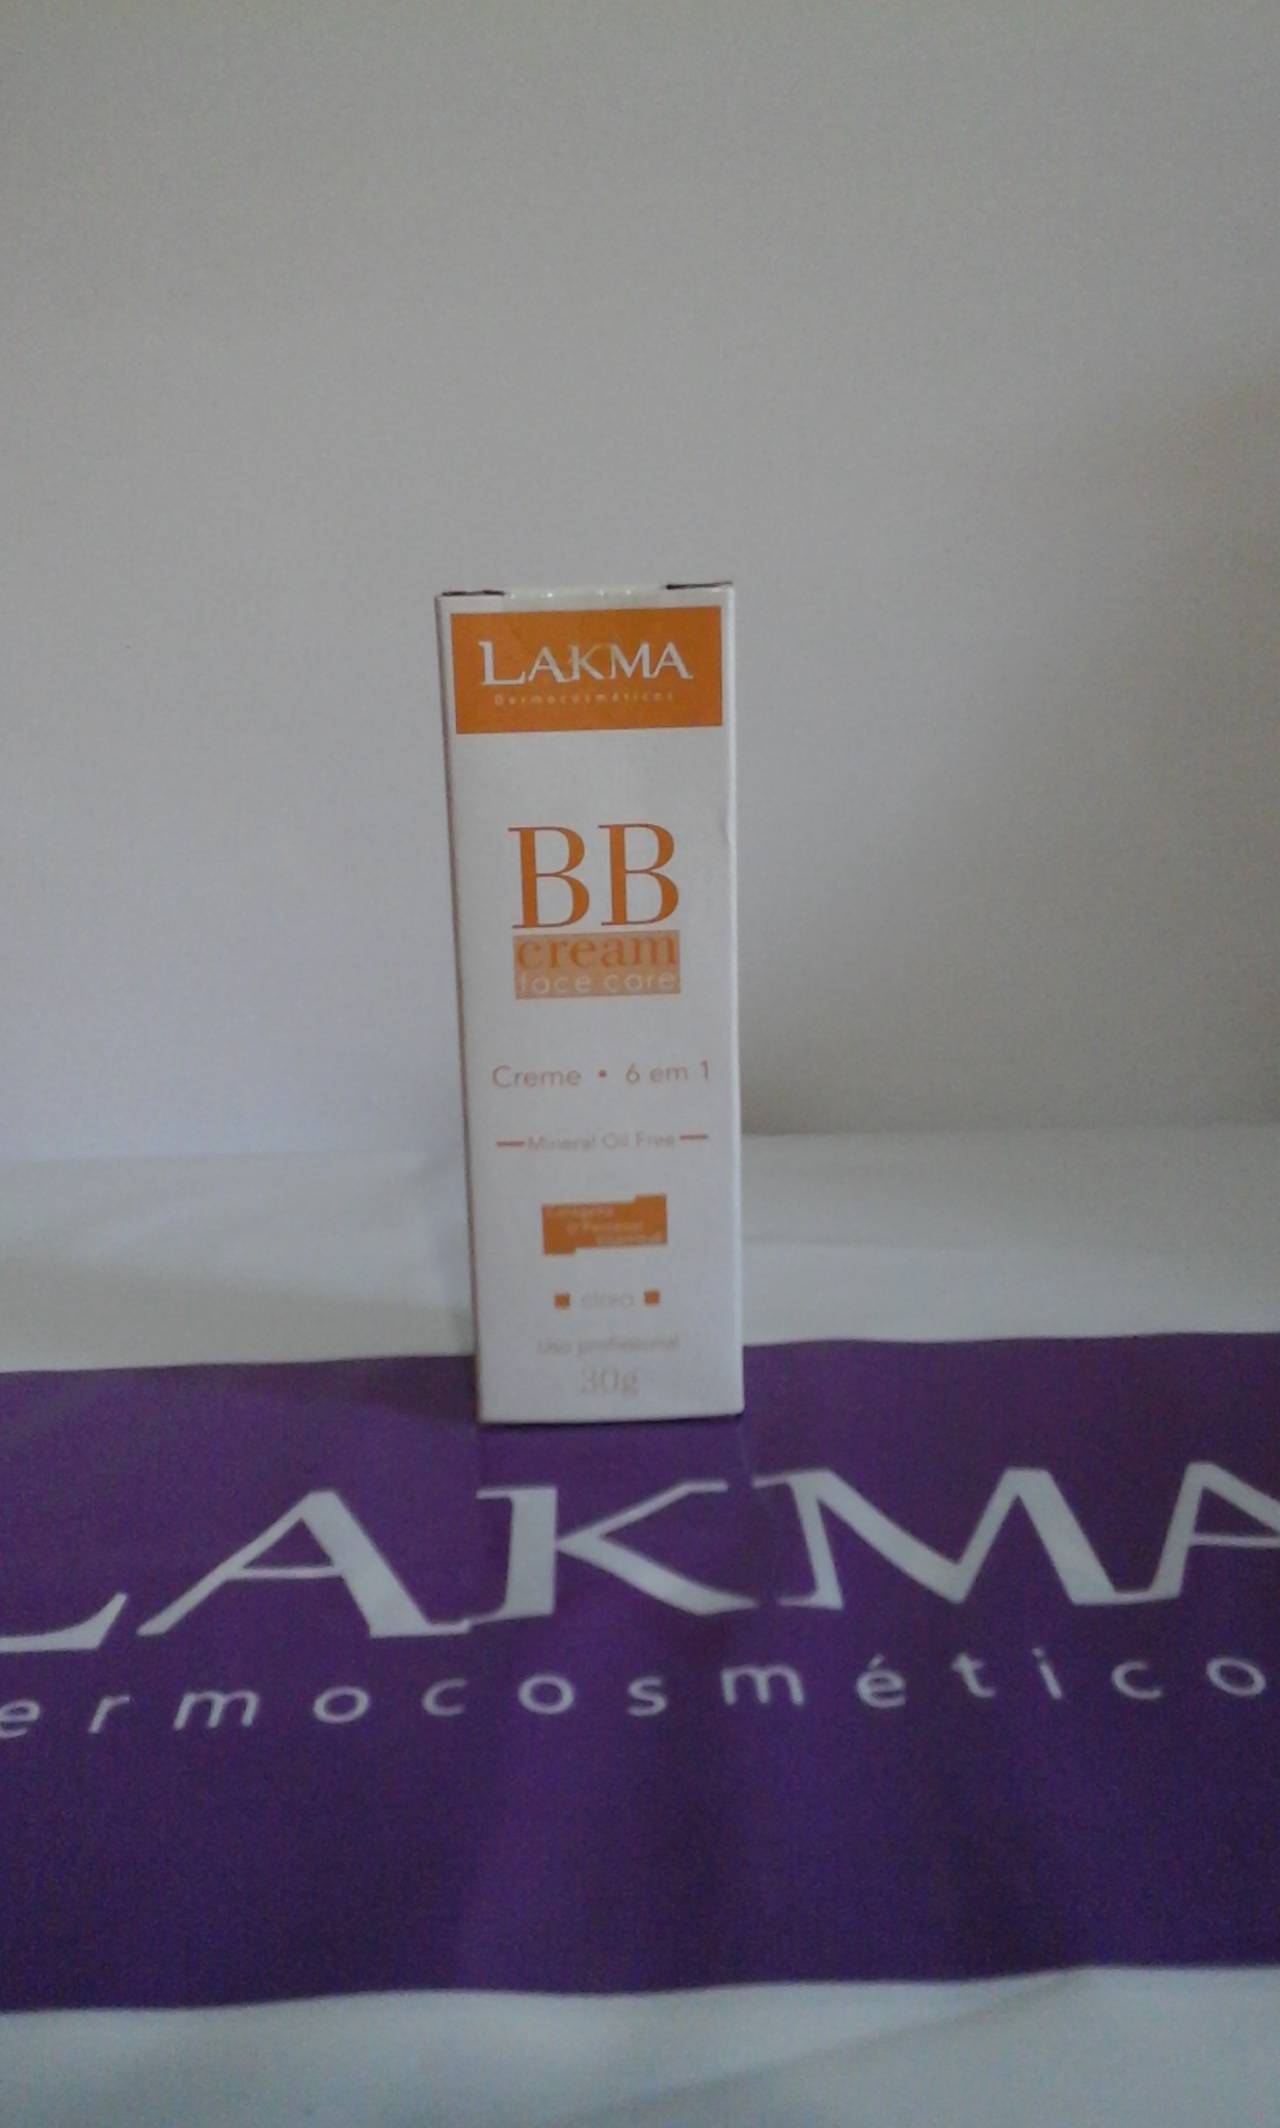 LAKMA
Dermocosméticos
BB
cream
face care
Creme • 6 em 1
Mineral Oil Free
claro
Uso profissional
30g
LAKMA
ermocosmético